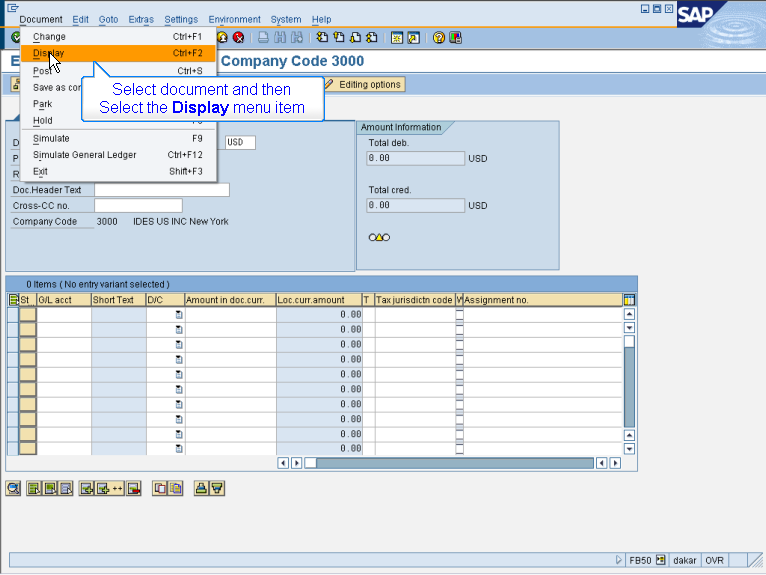 Document Edit Goto Extras Settings Environment System Help
SAP
Change Ctrl+F1
Display Ctrl+F2
Post Ctrl+S
Save as
Park
Hold
Simulate F9
Simulate General Ledger Ctrl+F12
Exit Shift+F3
Select document and then
Select the Display menu item
Company Code 3000
Editing options
USD
Doc.Header Text
Cross-CC no.
Company Code 3000 IDES US INC New York
Amount Information
Total deb.
0.00 USD
Total cred.
0.00 USD
0 Items ( No entry variant selected )
St.. G/L acct Short Text D/C Amount in doc.curr. Loc.curr.amount T Tax jurisdictn code V Assignment no.
0.00
0.00
0.00
0.00
0.00
0.00
0.00
0.00
0.00
0.00
FB50 dakar OVR